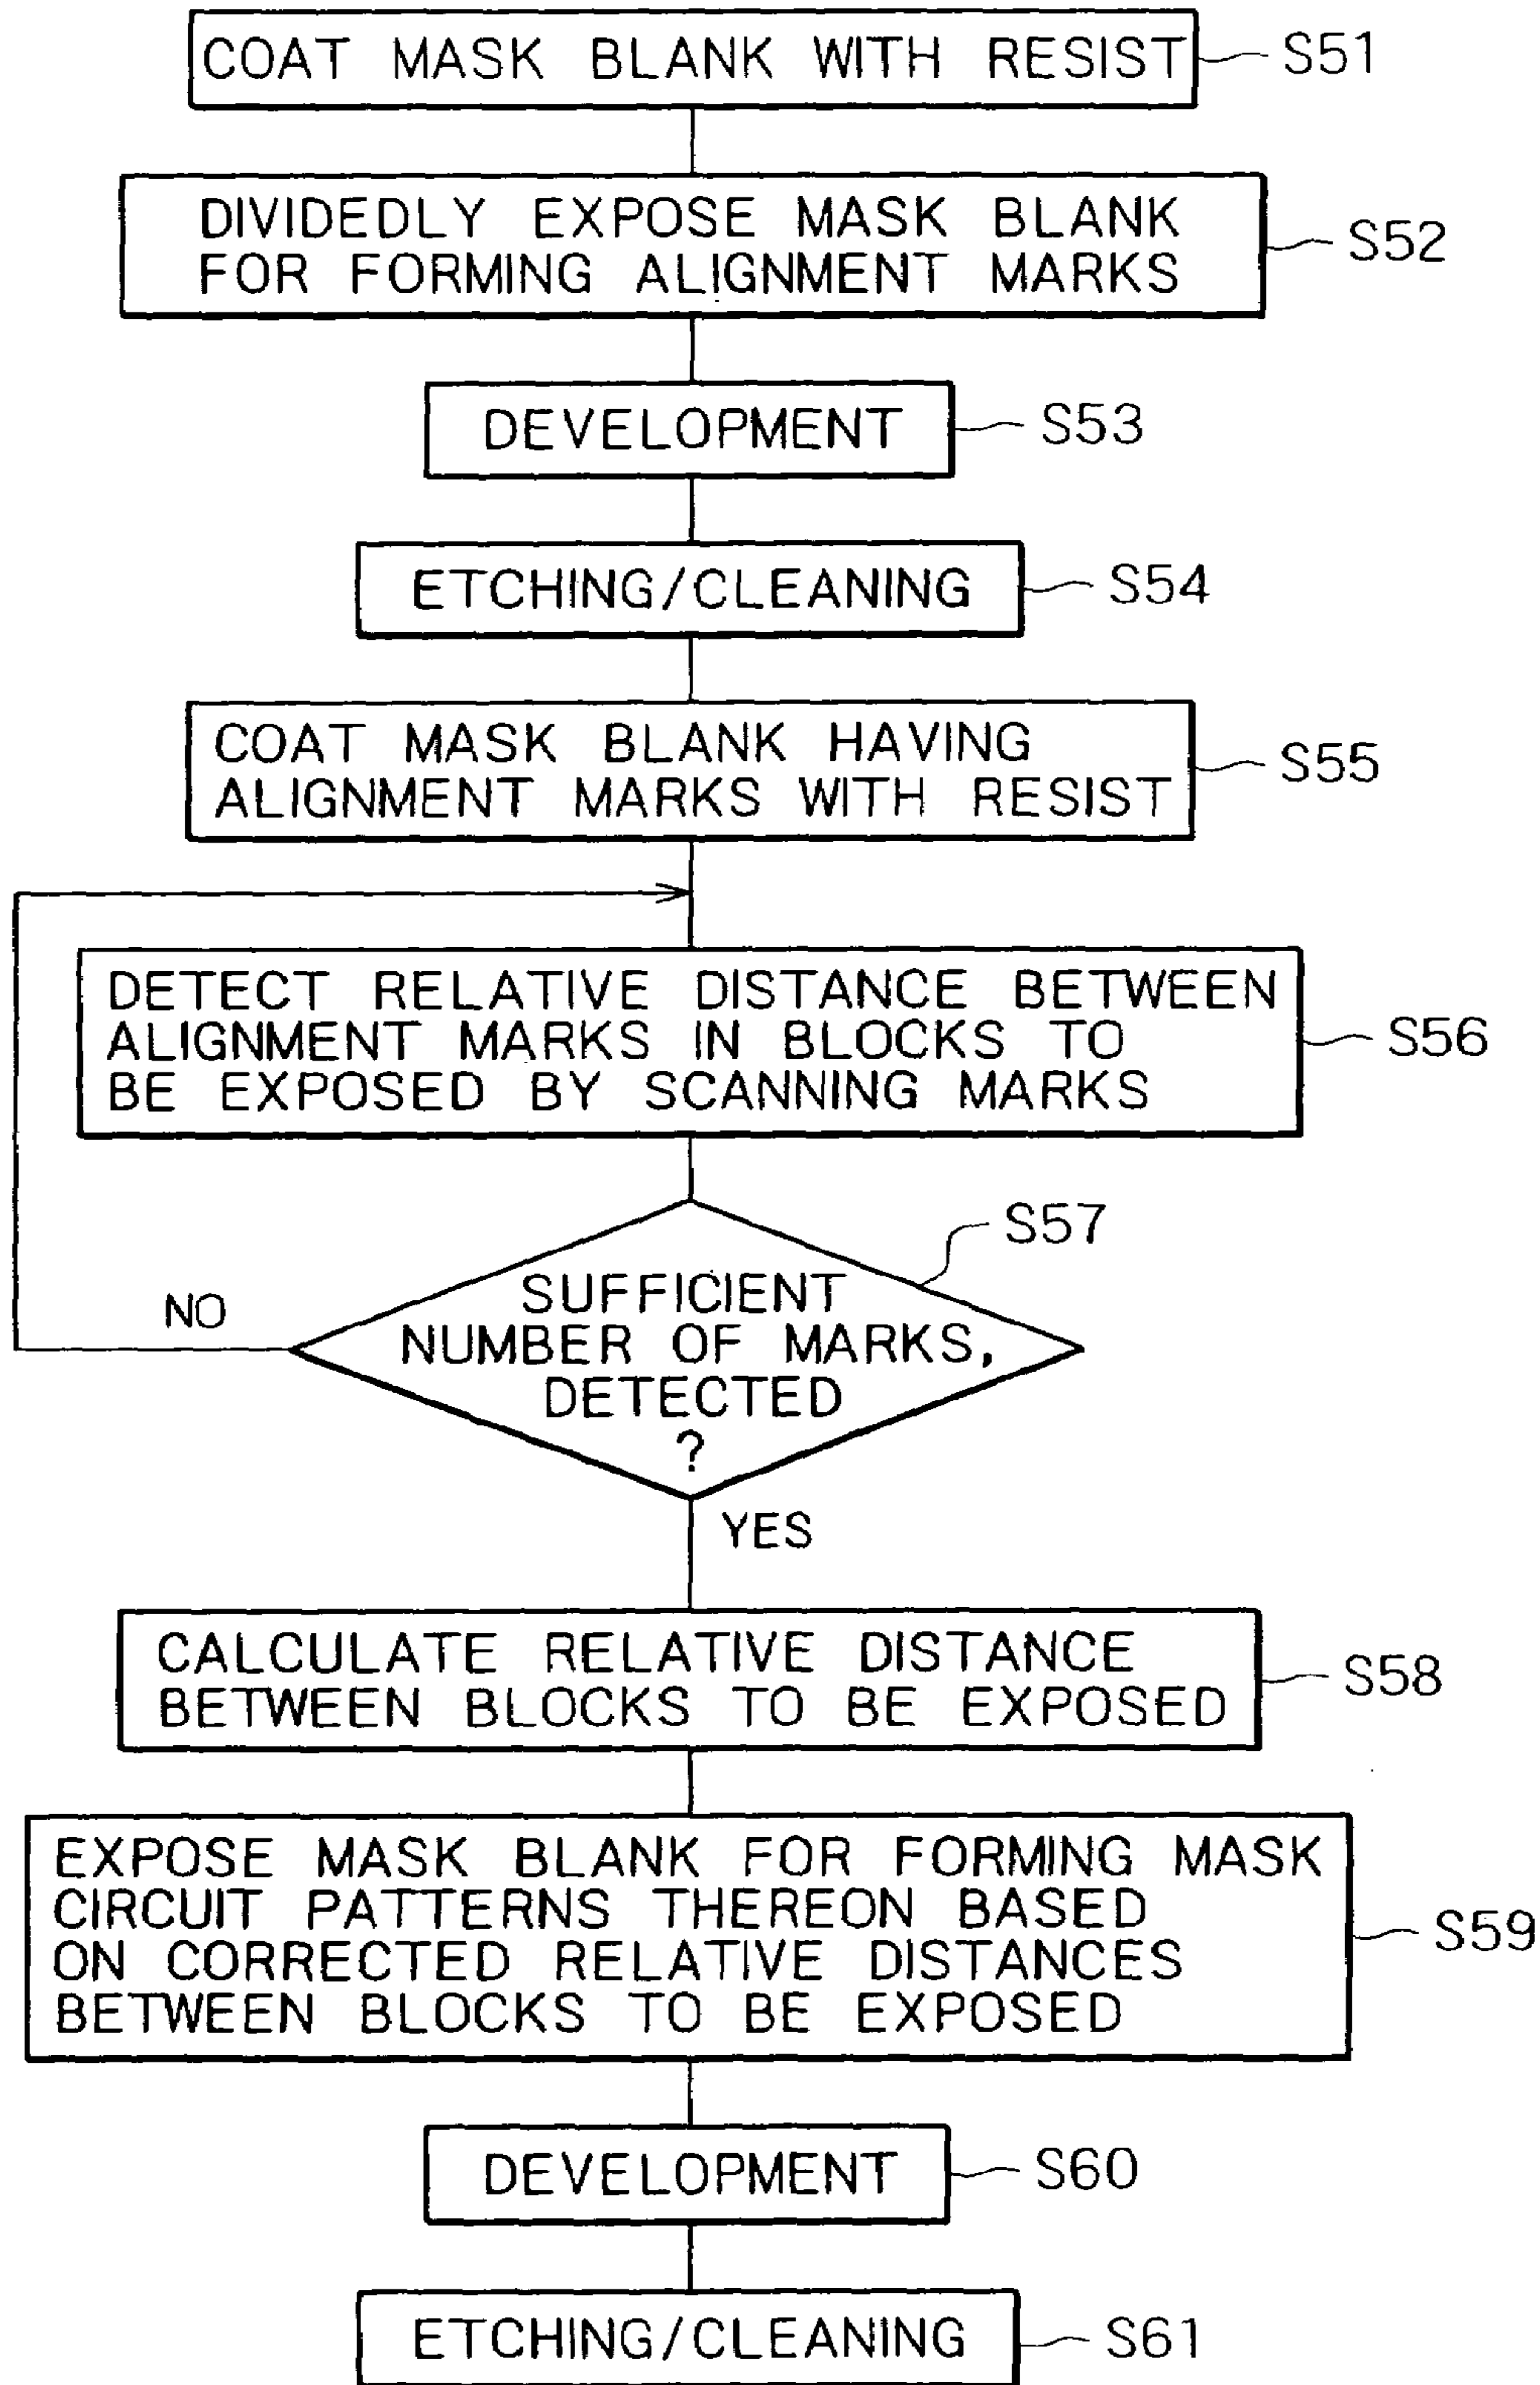 COAT MASK BLANK WITH RESIST
S51
DIVIDEDLY EXPOSE MASK BLANK
FOR FORMING ALIGNMENT MARKS
S52
DEVELOPMENT
S53
ETCHING/CLEANING
S54
COAT MASK BLANK HAVING
ALIGNMENT MARKS WITH RESIST
S55
DETECT RELATIVE DISTANCE BETWEEN
ALIGNMENT MARKS IN BLOCKS TO
BE EXPOSED BY SCANNING MARKS
S56
S57
SUFFICIENT
NUMBER OF MARKS,
DETECTED
?
NO
YES
CALCULATE RELATIVE DISTANCE
BETWEEN BLOCKS TO BE EXPOSED
S58
EXPOSE MASK BLANK FOR FORMING MASK
CIRCUIT PATTERNS THEREON BASED
ON CORRECTED RELATIVE DISTANCES
BETWEEN BLOCKS TO BE EXPOSED
S59
DEVELOPMENT
S60
ETCHING/CLEANING
S61